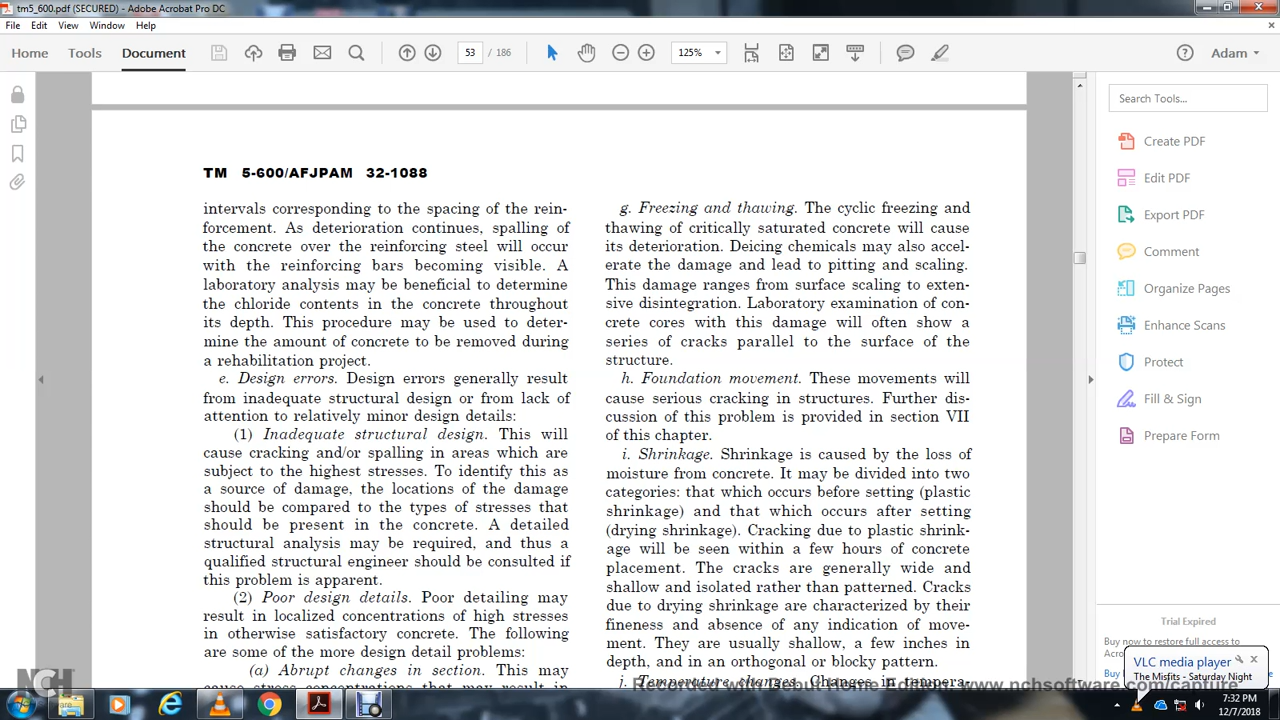 tm5_600.pdf (SECURED) - Adobe Acrobat Pro DC
File Edit View Window Help
Home Tools Document 53 / 186 125% Adam
Search Tools...
Create PDF
Edit PDF
Export PDF
Comment
Organize Pages
Enhance Scans
Protect
Fill & Sign
Prepare Form
TM 5-600/AFJPAM 32-1088
intervals corresponding to the spacing of the rein-
forcement. As deterioration continues, spalling of
the concrete over the reinforcing steel will occur
with the reinforcing bars becoming visible. A
laboratory analysis may be beneficial to determine
the chloride contents in the concrete throughout
its depth. This procedure may be used to deter-
mine the amount of concrete to be removed during
a rehabilitation project.
e. Design errors. Design errors generally result
from inadequate structural design or from lack of
attention to relatively minor design details:
(1) Inadequate structural design. This will
cause cracking and/or spalling in areas which are
subject to the highest stresses. To identify this as
a source of damage, the locations of the damage
should be compared to the types of stresses that
should be present in the concrete. A detailed
structural analysis may be required, and thus a
qualified structural engineer should be consulted if
this problem is apparent.
(2) Poor design details. Poor detailing may
result in localized concentrations of high stresses
in otherwise satisfactory concrete. The following
are some of the more design detail problems:
(a) Abrupt changes in section. This may
cause stress concentrations that may result in
g. Freezing and thawing. The cyclic freezing and
thawing of critically saturated concrete will cause
its deterioration. Deicing chemicals may also accel-
erate the damage and lead to pitting and scaling.
This damage ranges from surface scaling to exten-
sive disintegration. Laboratory examination of con-
crete cores with this damage will often show a
series of cracks parallel to the surface of the
structure.
h. Foundation movement. These movements will
cause serious cracking in structures. Further dis-
cussion of this problem is provided in section VII
of this chapter.
i. Shrinkage. Shrinkage is caused by the loss of
moisture from concrete. It may be divided into two
categories: that which occurs before setting (plastic
shrinkage) and that which occurs after setting
(drying shrinkage). Cracking due to plastic shrink-
age will be seen within a few hours of concrete
placement. The cracks are generally wide and
shallow and isolated rather than patterned. Cracks
due to drying shrinkage are characterized by their
fineness and absence of any indication of move-
ment. They are usually shallow, a few inches in
depth, and in an orthogonal or blocky pattern.
j. Temperature changes. Changes in tempera-
Trial Expired
Buy now to restore full access to
VLC media player
The Misfits - Saturday Night
NCH
www.nchsoftware.com/capture
7:32 PM
12/7/2018